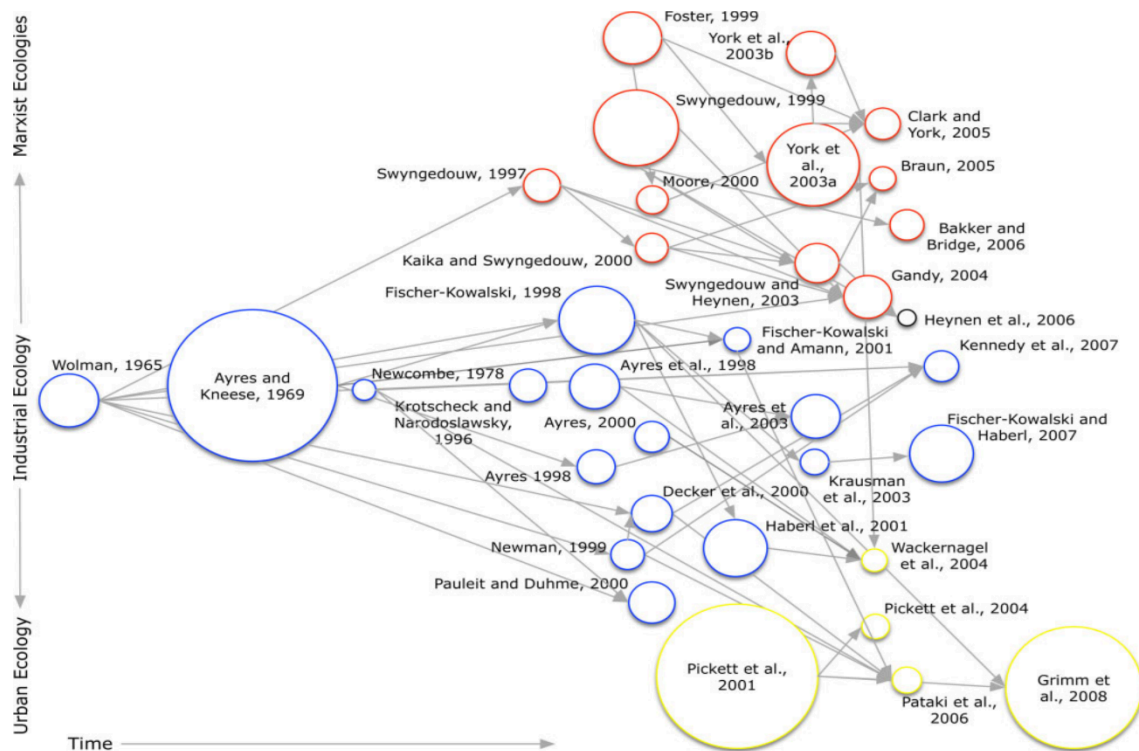 Marxist Ecologies
Industrial Ecology
Urban Ecology
Time
Foster, 1999
York et al.,
2003b
Swyngedouw, 1999
Clark and
York, 2005
York et
al.,
2003a
Swyngedouw, 1997
Moore, 2000
Braun, 2005
Bakker and
Bridge, 2006
Kaika and Swyngedouw, 2000
Swyngedouw and
Heynen, 2003
Gandy, 2004
Fischer-Kowalski, 1998
Heynen et al., 2006
Fischer-Kowalski
and Amann, 2001
Kennedy et al., 2007
Wolman, 1965
Ayres and
Kneese, 1969
Newcombe, 1978
Ayres et al., 1998
Krotscheck and
Narodoslawsky,
1996
Ayres, 2000
Ayres et
al., 2003
Fischer-Kowalski and
Haberl, 2007
Ayres 1998
Krausman
et al., 2003
Decker et al., 2000
Haberl et al., 2001
Newman, 1999
Wackernagel
et al., 2004
Pauleit and Duhme, 2000
Pickett et al., 2004
Pickett et al.,
2001
Pataki et al.,
2006
Grimm et
al., 2008